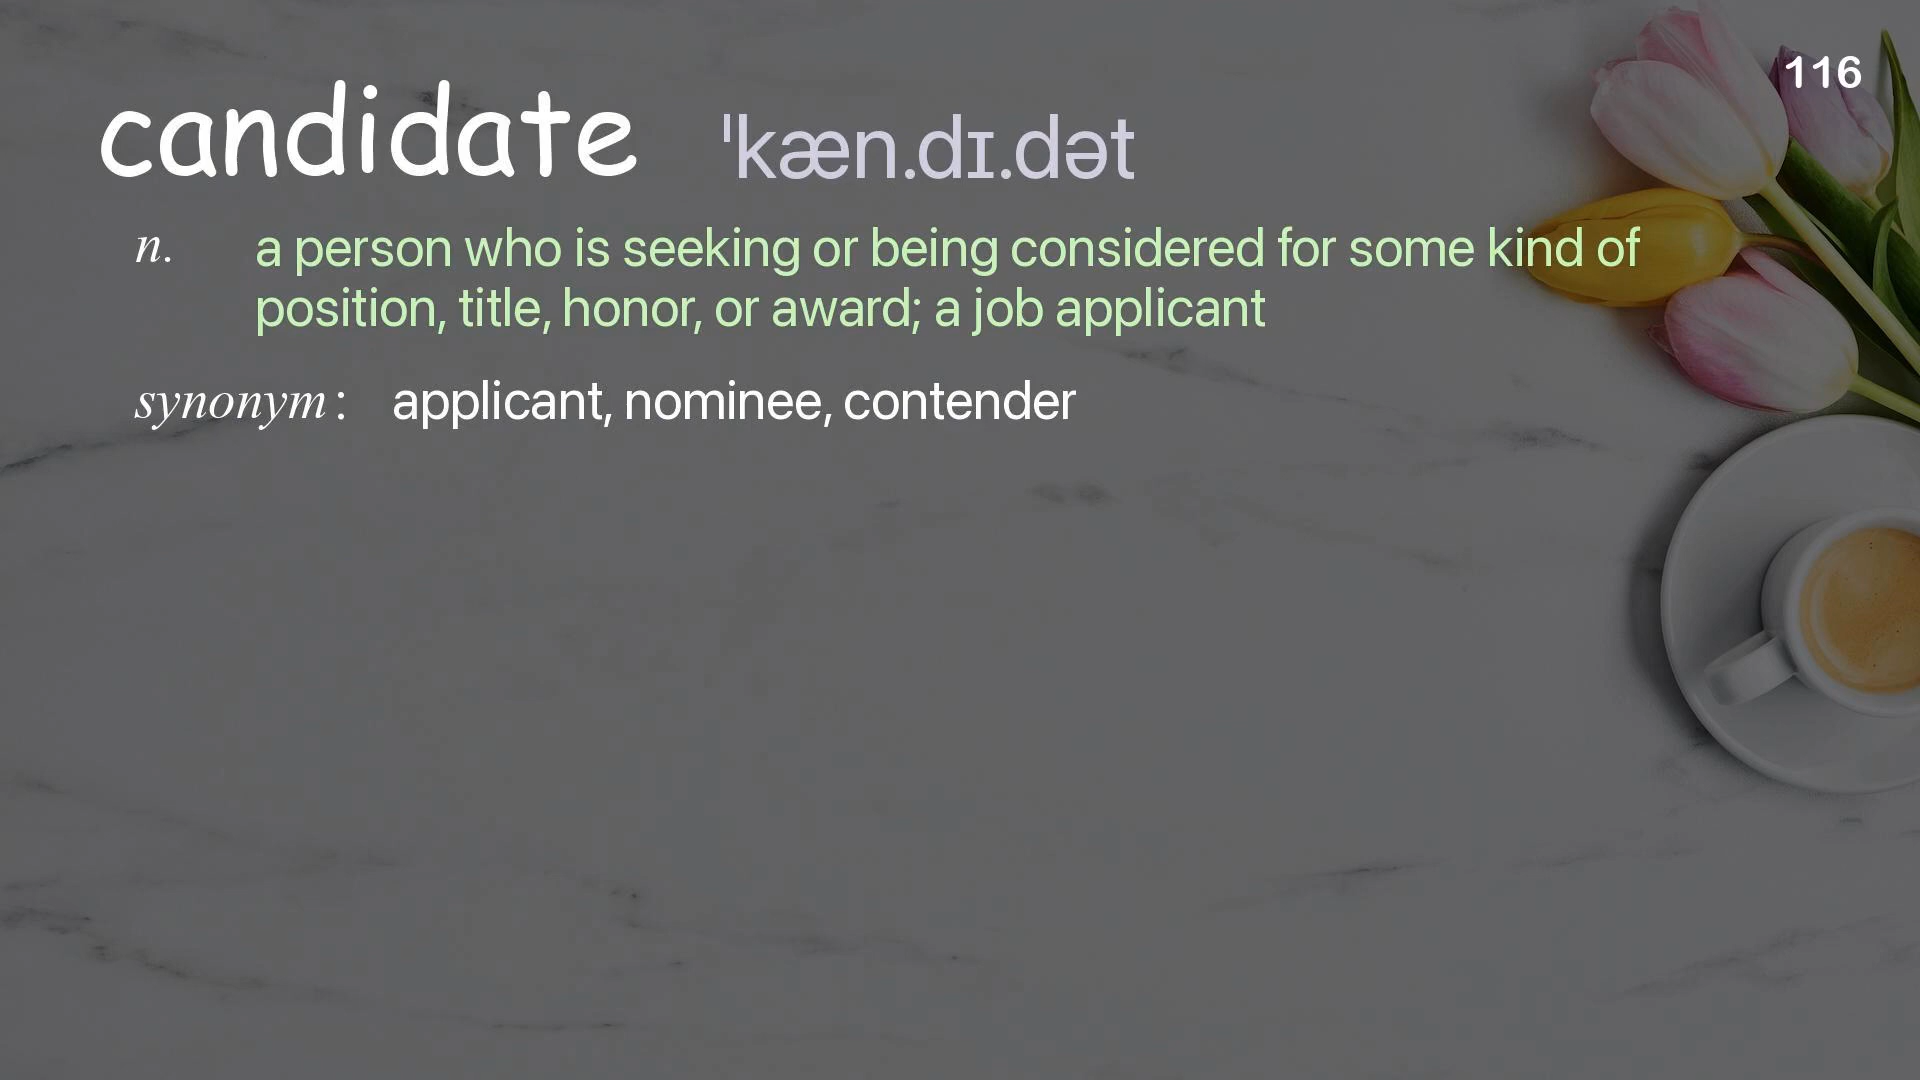 116
candidate ˈkæn.dɪ.dət
n. a person who is seeking or being considered for some kind of
position, title, honor, or award; a job applicant
synonym: applicant, nominee, contender